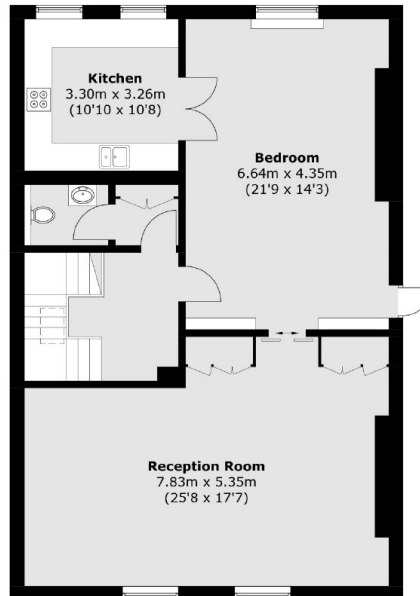 Kitchen
3.30m x 3.26m
(10'10 x 10'8)
Bedroom
6.64m x 4.35m
(21'9 x 14'3)
Reception Room
7.83m x 5.35m
(25'8 x 17'7)